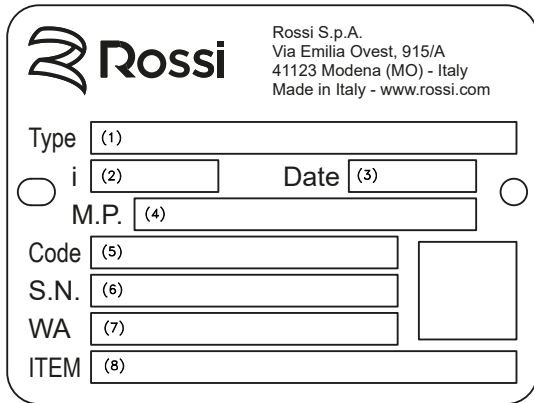 Rossi
Rossi S.p.A.
Via Emilia Ovest, 915/A
41123 Modena (MO) - Italy
Made in Italy - www.rossi.com
Type (1)
i (2) Date (3)
M.P. (4)
Code (5)
S.N. (6)
WA (7)
ITEM (8)